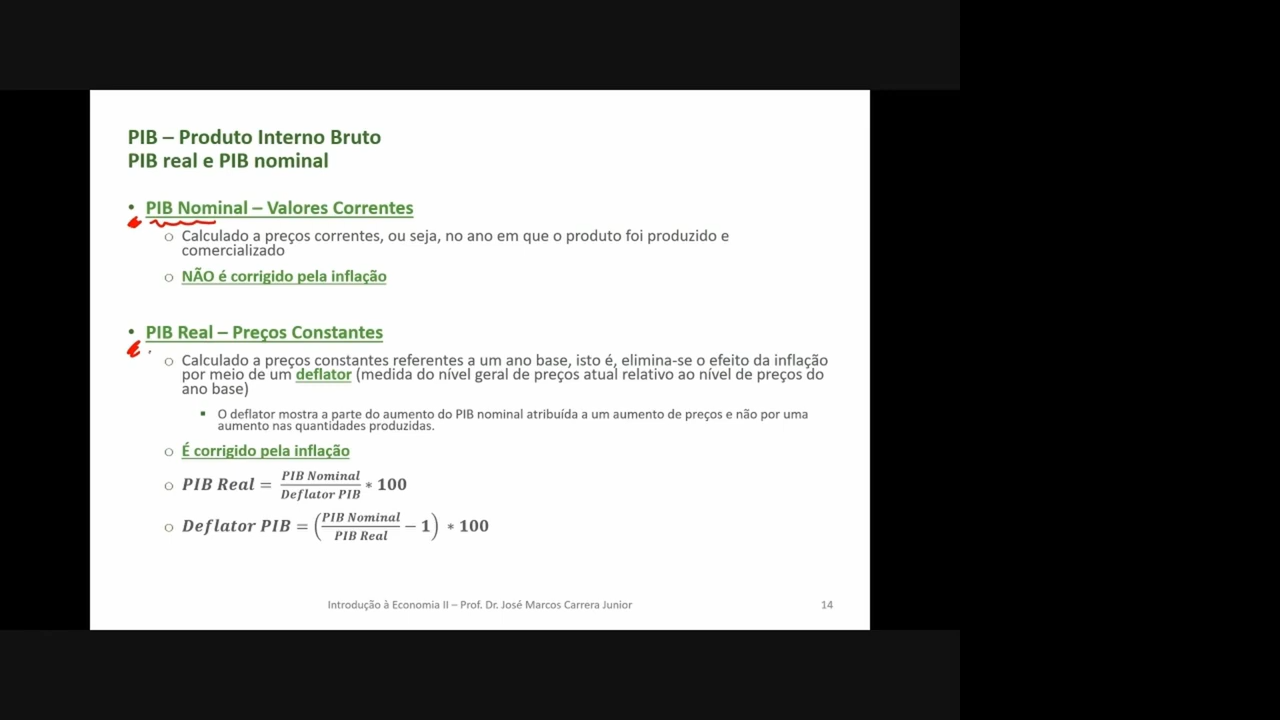 PIB – Produto Interno Bruto
PIB real e PIB nominal
• PIB Nominal – Valores Correntes
o Calculado a preços correntes, ou seja, no ano em que o produto foi produzido e
comercializado
o NÃO é corrigido pela inflação
• PIB Real – Preços Constantes
o Calculado a preços constantes referentes a um ano base, isto é, elimina-se o efeito da inflação
por meio de um deflator (medida do nível geral de preços atual relativo ao nível de preços do
ano base)
▪ O deflator mostra a parte do aumento do PIB nominal atribuída a um aumento de preços e não por uma
aumento nas quantidades produzidas.
o É corrigido pela inflação
o PIB Real = PIB Nominal / Deflator PIB * 100
o Deflator PIB = (PIB Nominal / PIB Real − 1) * 100
Introdução à Economia II – Prof. Dr. José Marcos Carrera Junior 14